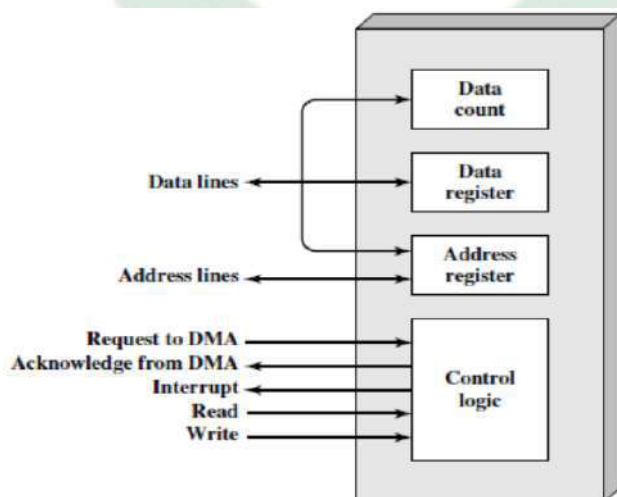 Data
count
Data lines
Data
register
Address lines
Address
register
Request to DMA
Acknowledge from DMA
Interrupt
Read
Write
Control
logic